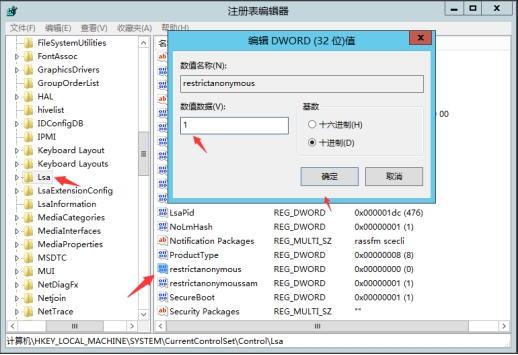 注册表编辑器
文件(F) 编辑(E) 查看(V) 收藏夹(A) 帮助(H)
FileSystemUtilities
FontAssoc
GraphicsDrivers
GroupOrderList
HAL
hivelist
IDConfigDB
IPMI
Keyboard Layout
Keyboard Layouts
Lsa
LsaExtensionConfig
LsaInformation
MediaCategories
MediaInterfaces
MediaProperties
MSDTC
MUI
NetDiagFx
Netjoin
NetTrace
编辑 DWORD (32 位)值
数值名称(N):
restrictanonymous
数值数据(V):
1
基数
十六进制(H)
十进制(D)
确定
取消
00
LsaPid REG_DWORD 0x000001dc (476)
NoLmHash REG_DWORD 0x00000001 (1)
Notification Packages REG_MULTI_SZ rassfm scecli
ProductType REG_DWORD 0x00000008 (8)
restrictanonymous REG_DWORD 0x00000000 (0)
restrictanonymoussam REG_DWORD 0x00000001 (1)
SecureBoot REG_DWORD 0x00000001 (1)
Security Packages REG_MULTI_SZ ""
计算机\HKEY_LOCAL_MACHINE\SYSTEM\CurrentControlSet\Control\Lsa